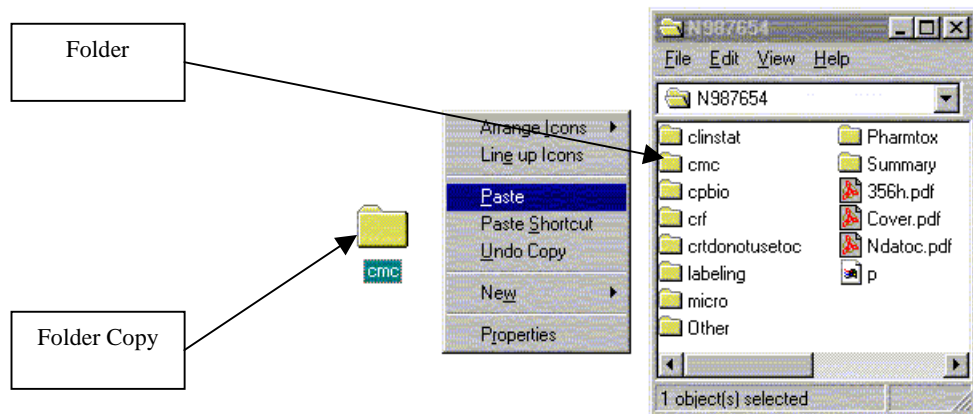 Folder
Folder Copy
cmc
Arrange Icons
Line up Icons
Paste
Paste Shortcut
Undo Copy
New
Properties
N987654
File Edit View Help
N987654
clinstat
cmc
cpbio
crf
crtdonotusetoc
labeling
micro
Other
Pharmtox
Summary
356h.pdf
Cover.pdf
Ndatoc.pdf
p
1 object(s) selected